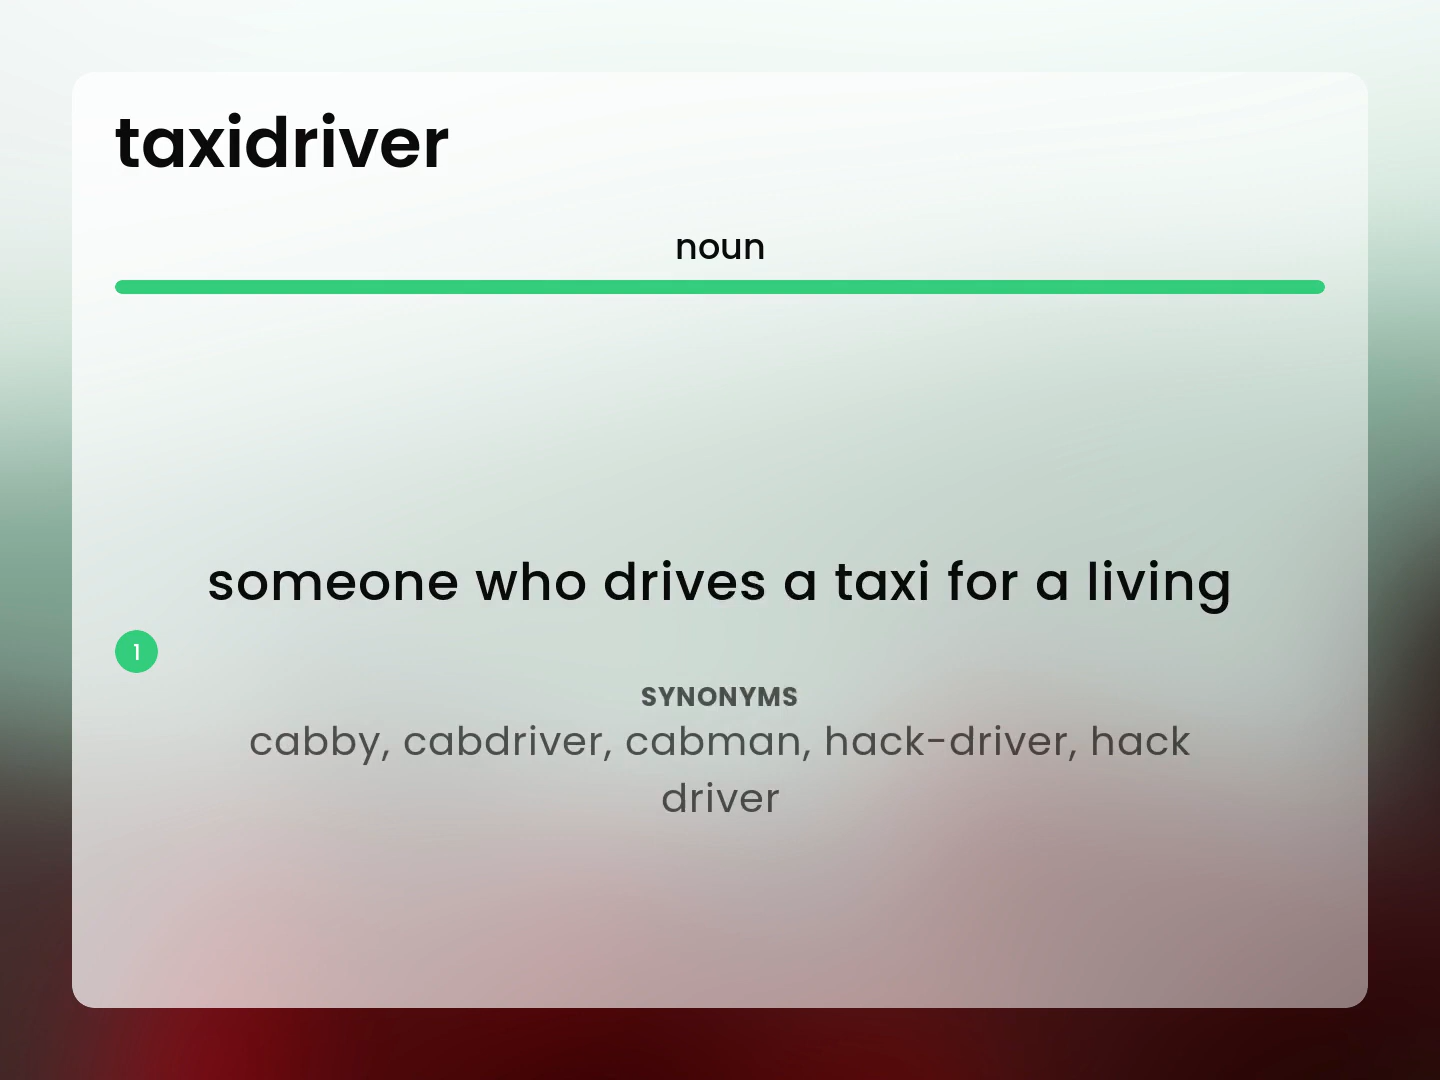 taxidriver
noun
someone who drives a taxi for a living
1
SYNONYMS
cabby, cabdriver, cabman, hack-driver, hack
driver